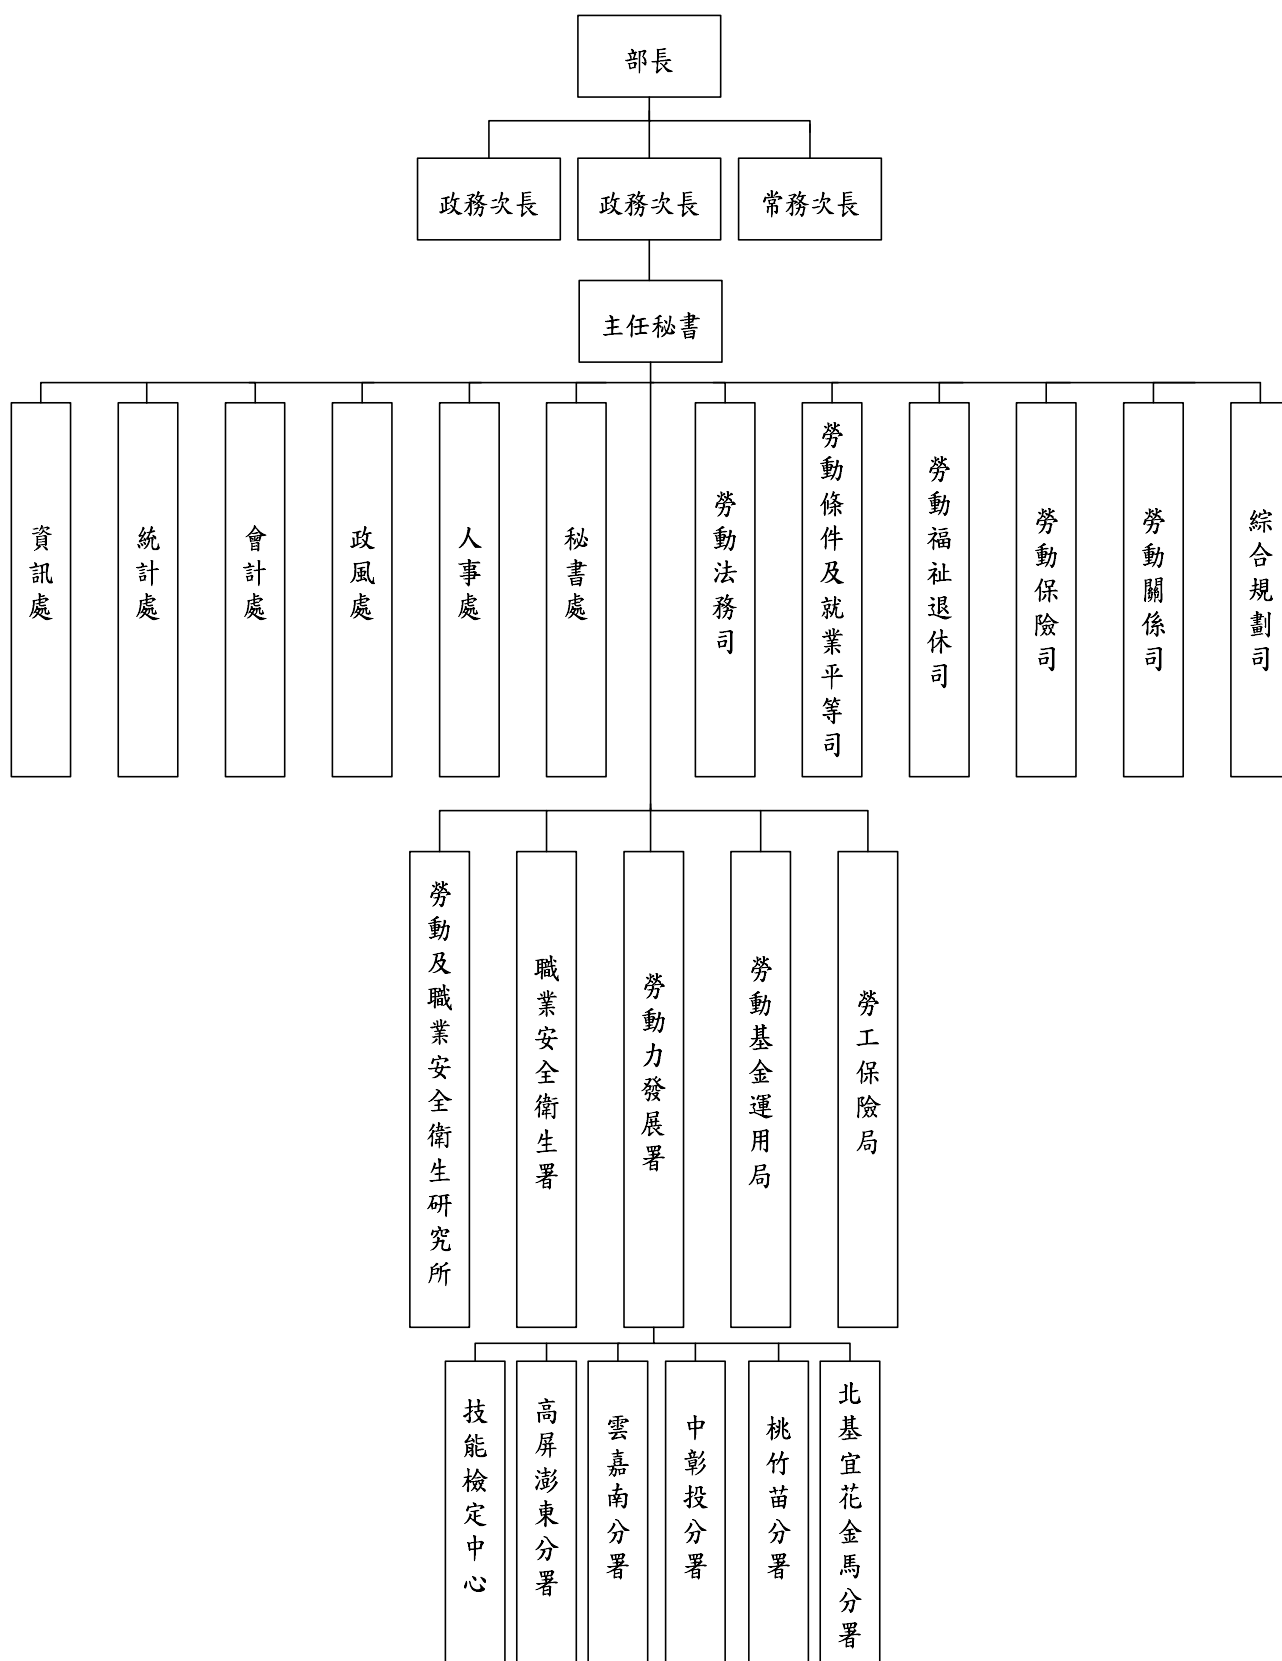 部長
政務次長
政務次長
常務次長
主任秘書
資訊處
統計處
會計處
政風處
人事處
秘書處
勞動法務司
勞動條件及就業平等司
勞動福祉退休司
勞動保險司
勞動關係司
綜合規劃司
勞動及職業安全衛生研究所
職業安全衛生署
勞動力發展署
勞動基金運用局
勞工保險局
技能檢定中心
高屏澎東分署
雲嘉南分署
中彰投分署
桃竹苗分署
北基宜花金馬分署